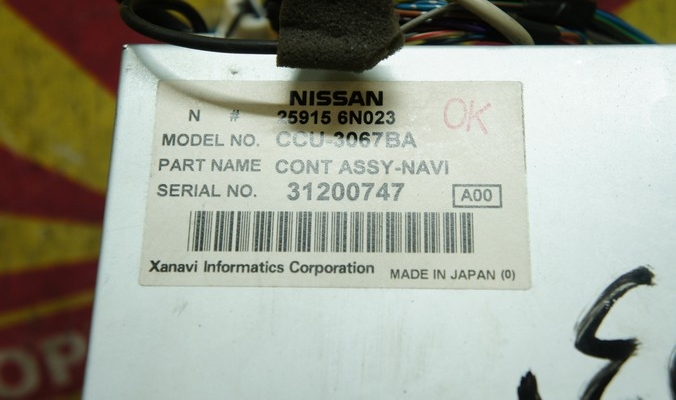 NISSAN
N # 25915 6N023
OK
MODEL NO. CCU-3067BA
PART NAME CONT ASSY-NAVI
SERIAL NO. 31200747
A00
Xanavi Informatics Corporation
MADE IN JAPAN (0)
OP